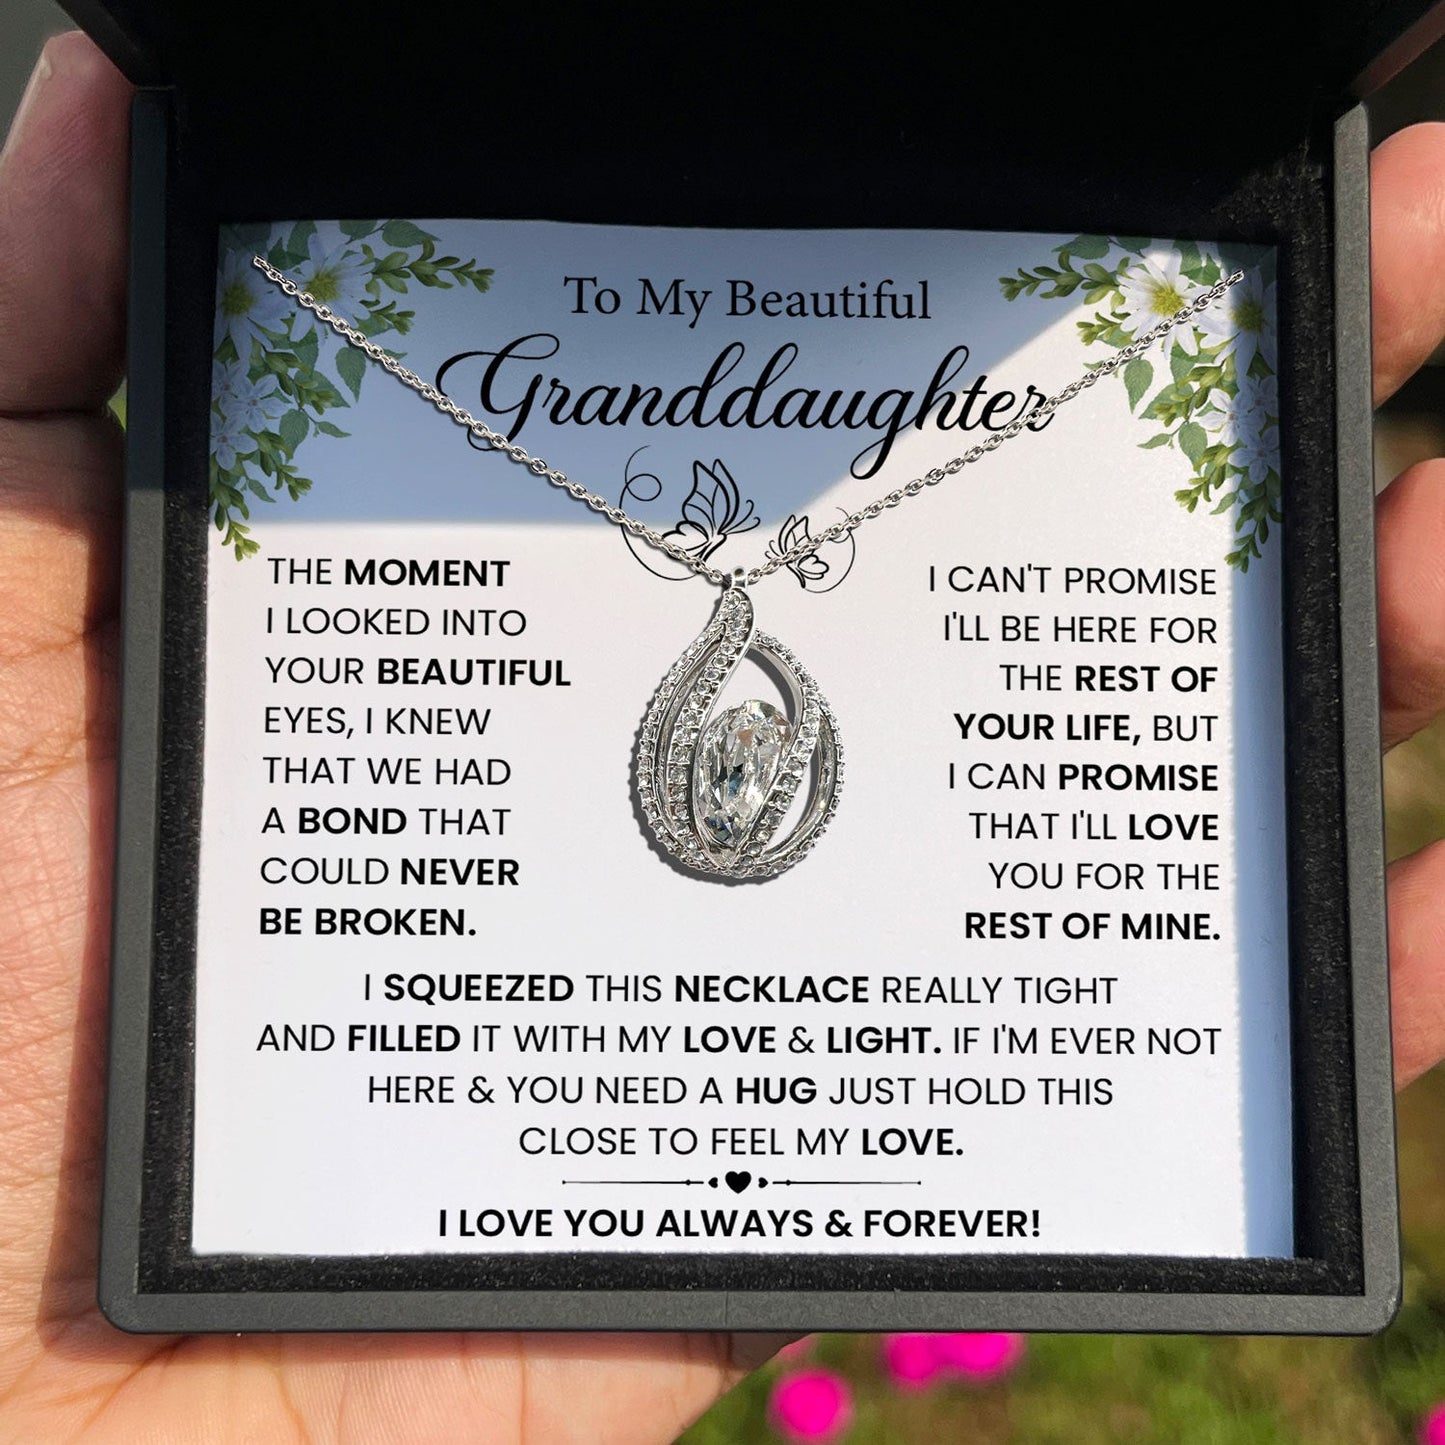 To My Beautiful
Granddaughter
THE MOMENT
I LOOKED INTO
YOUR BEAUTIFUL
EYES, I KNEW
THAT WE HAD
A BOND THAT
COULD NEVER
BE BROKEN.
I CAN'T PROMISE
I'LL BE HERE FOR
THE REST OF
YOUR LIFE, BUT
I CAN PROMISE
THAT I'LL LOVE
YOU FOR THE
REST OF MINE.
I SQUEEZED THIS NECKLACE REALLY TIGHT
AND FILLED IT WITH MY LOVE & LIGHT. IF I'M EVER NOT
HERE & YOU NEED A HUG JUST HOLD THIS
CLOSE TO FEEL MY LOVE.
I LOVE YOU ALWAYS & FOREVER!